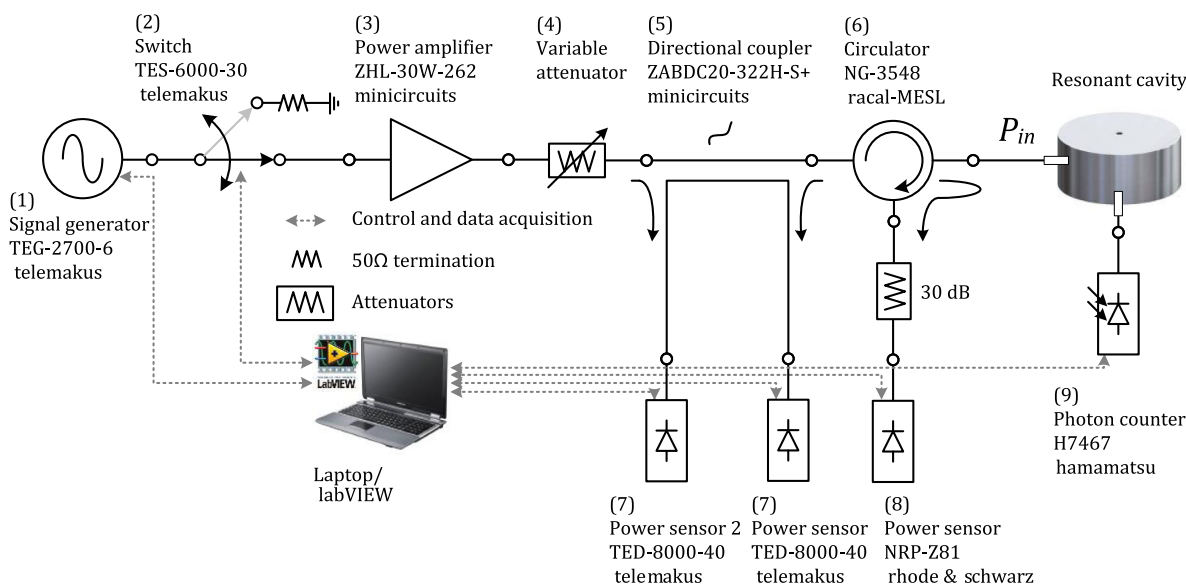 (1)
Signal generator
TEG-2700-6
telemakus
(2)
Switch
TES-6000-30
telemakus
(3)
Power amplifier
ZHL-30W-262
minicircuits
(4)
Variable
attenuator
(5)
Directional coupler
ZABDC20-322H-S+
minicircuits
(6)
Circulator
NG-3548
racal-MESL
Resonant cavity
Pin
Control and data acquisition
50Ω termination
Attenuators
30 dB
LabVIEW
Laptop/
labVIEW
(7)
Power sensor 2
TED-8000-40
telemakus
(7)
Power sensor
TED-8000-40
telemakus
(8)
Power sensor
NRP-Z81
rhode & schwarz
(9)
Photon counter
H7467
hamamatsu